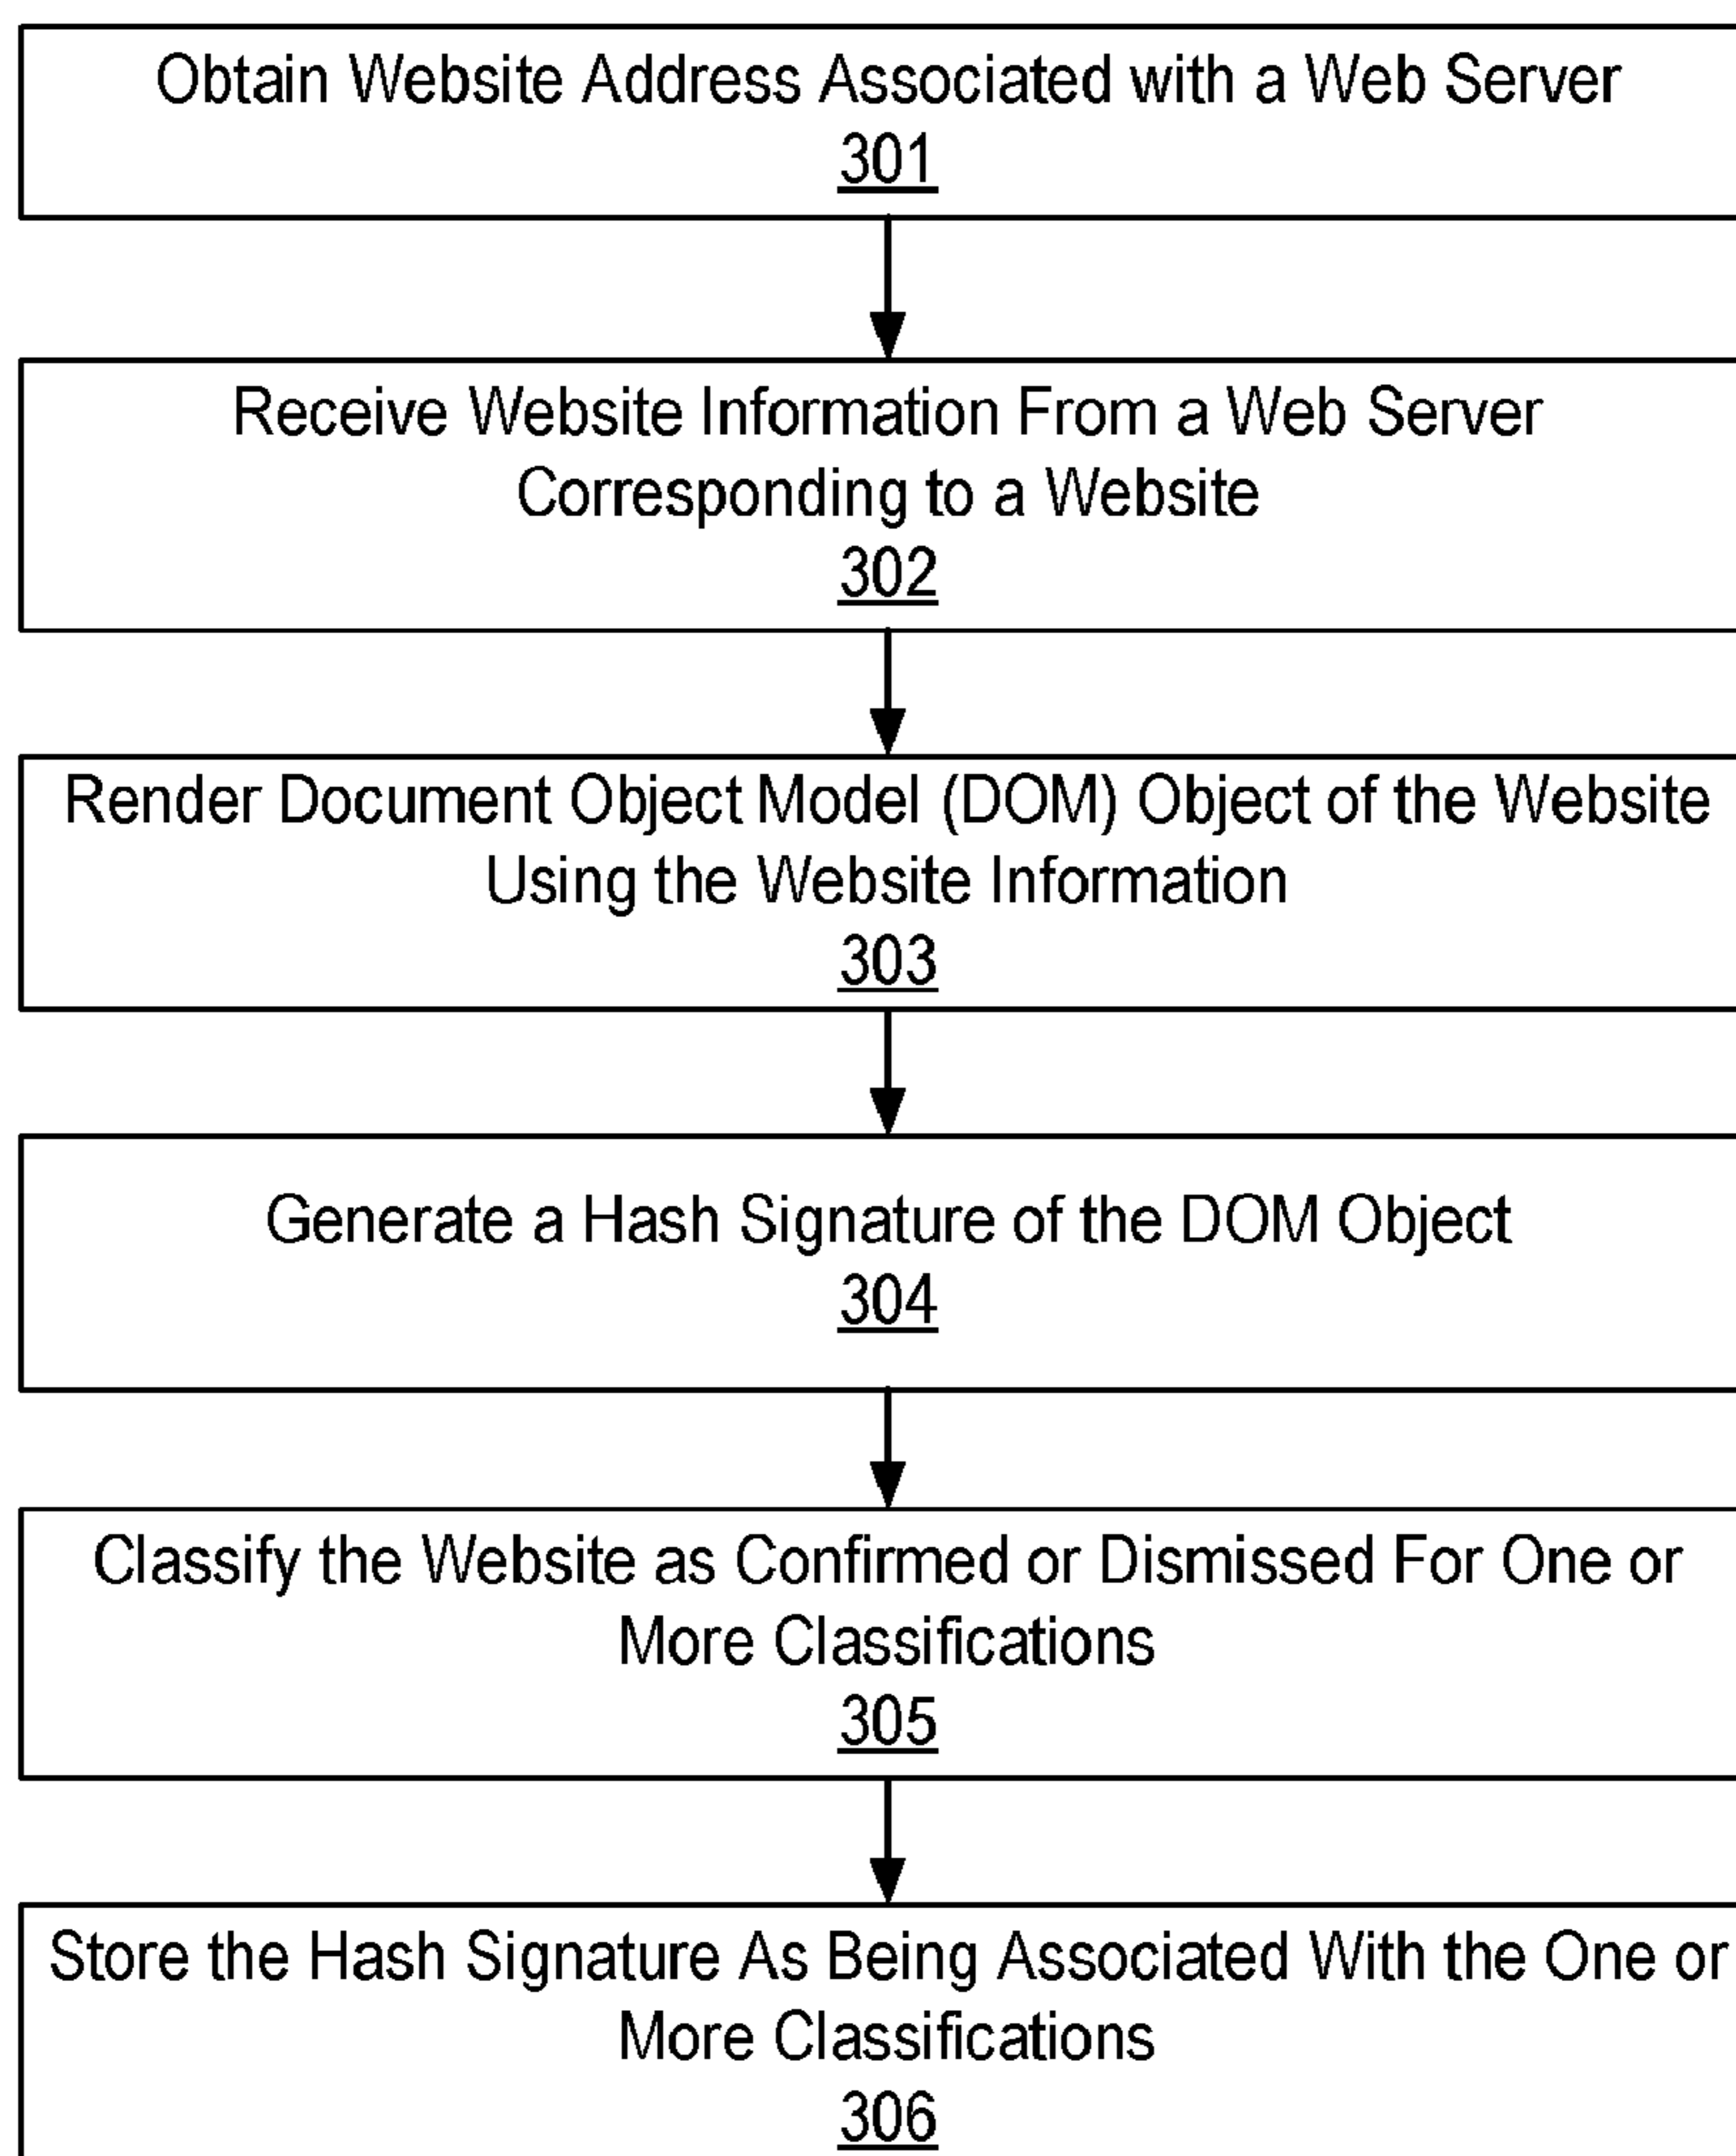 Obtain Website Address Associated with a Web Server
301
Receive Website Information From a Web Server
Corresponding to a Website
302
Render Document Object Model (DOM) Object of the Website
Using the Website Information
303
Generate a Hash Signature of the DOM Object
304
Classify the Website as Confirmed or Dismissed For One or
More Classifications
305
Store the Hash Signature As Being Associated With the One or
More Classifications
306